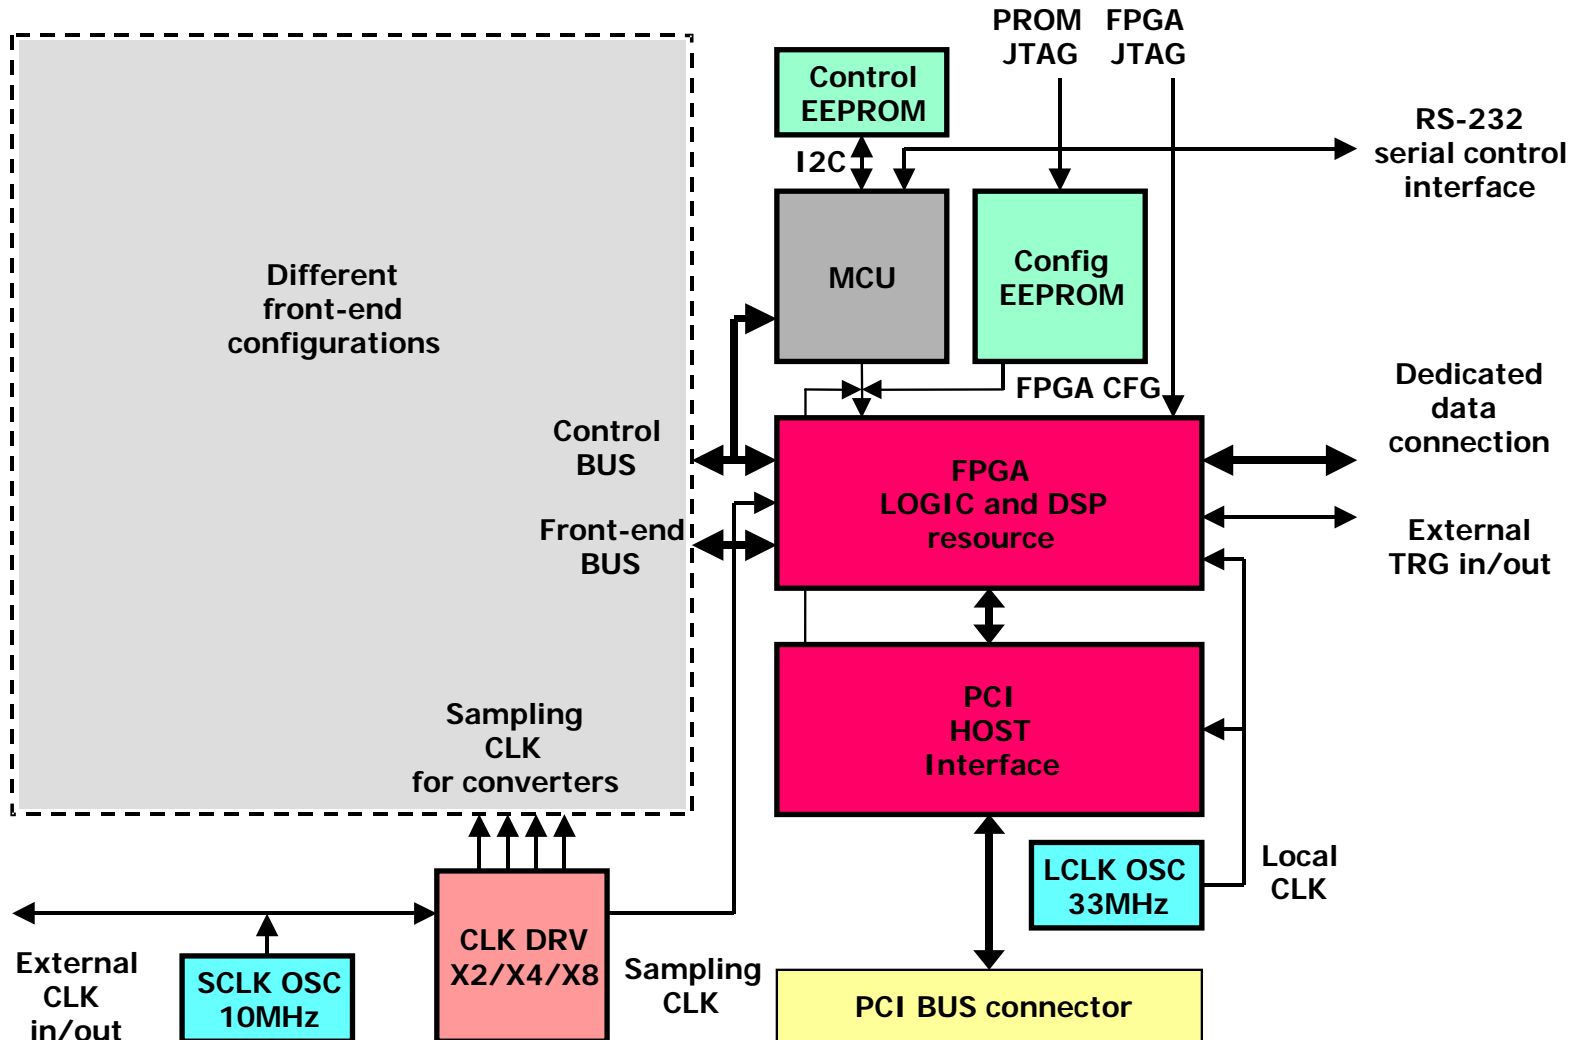 PROM FPGA
JTAG JTAG
Control
EEPROM
I2C
RS-232
serial control
interface
MCU
Config
EEPROM
Different
front-end
configurations
FPGA CFG
Dedicated
data
connection
Control
BUS
FPGA
LOGIC and DSP
resource
Front-end
BUS
External
TRG in/out
PCI
HOST
Interface
Sampling
CLK
for converters
LCLK OSC
33MHz
Local
CLK
CLK DRV
X2/X4/X8
Sampling
CLK
External
CLK
in/out
SCLK OSC
10MHz
PCI BUS connector